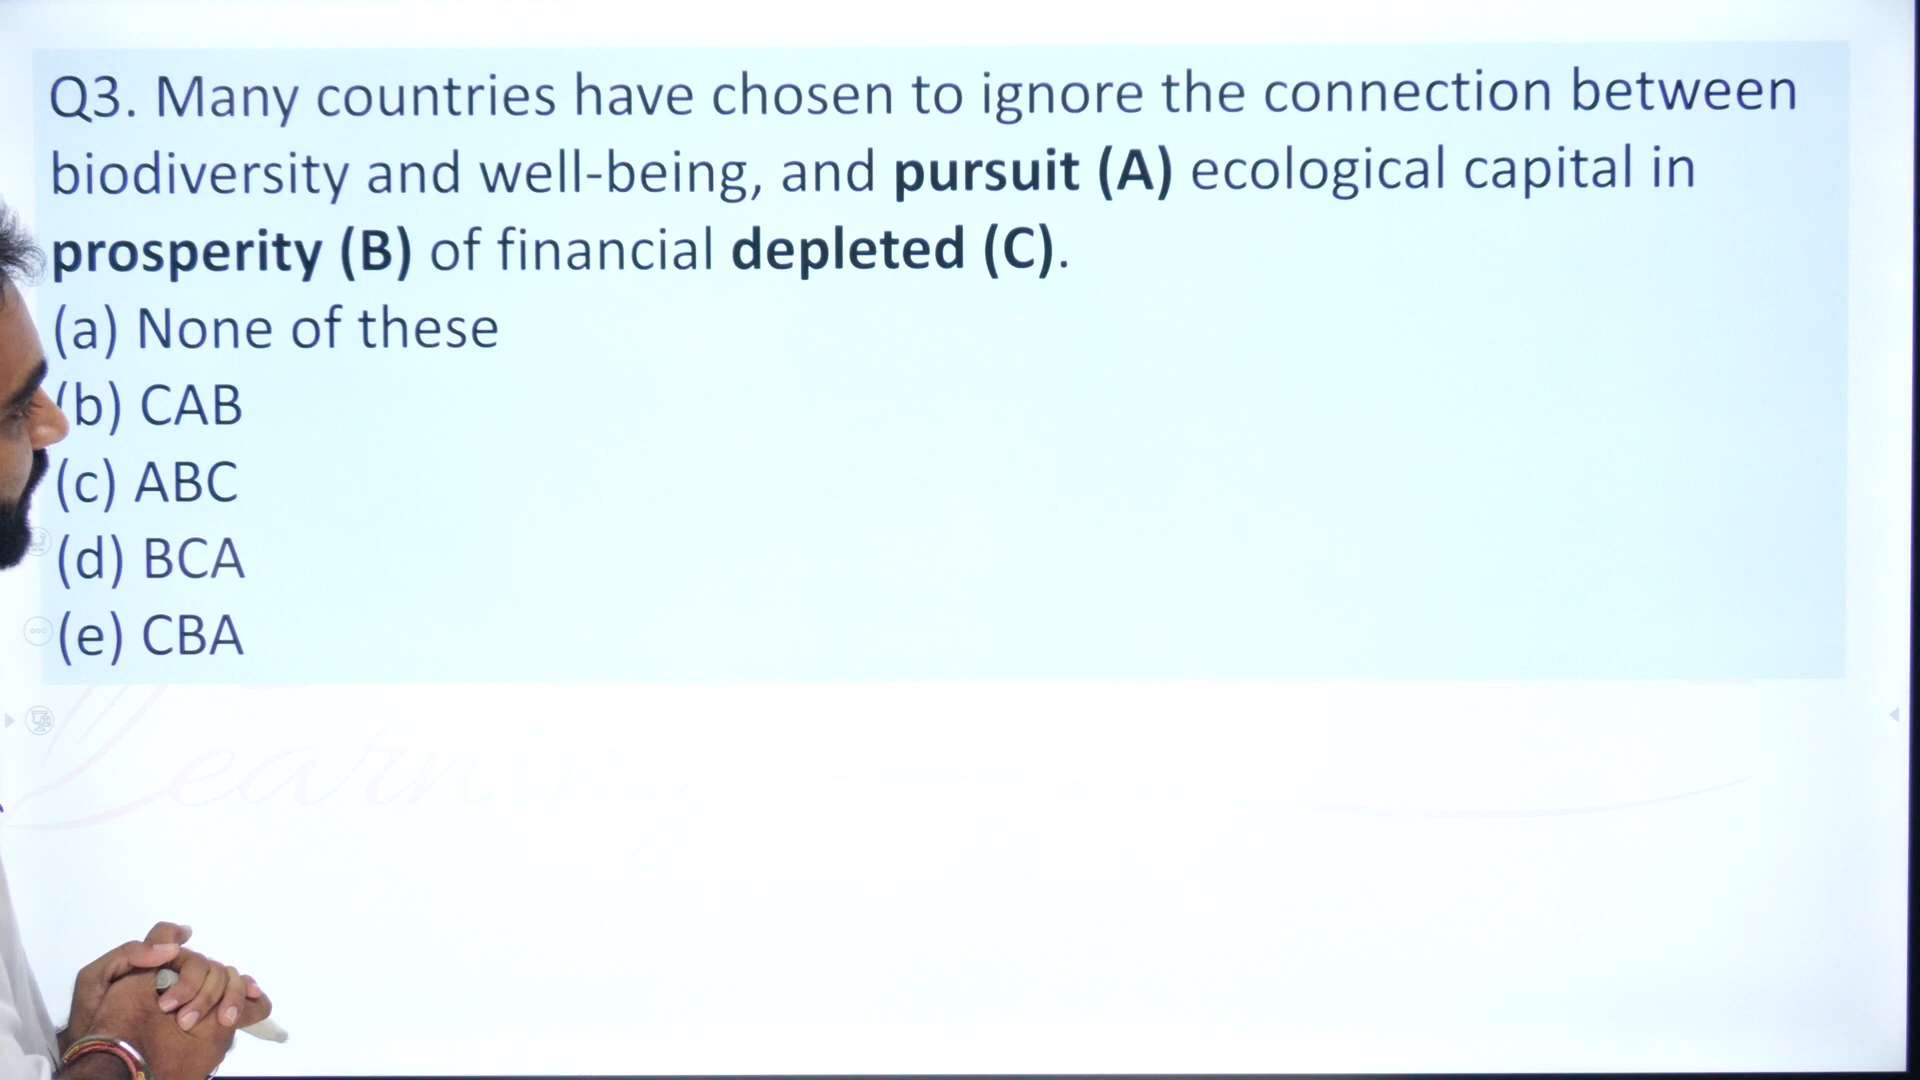 Q3. Many countries have chosen to ignore the connection between
biodiversity and well-being, and pursuit (A) ecological capital in
prosperity (B) of financial depleted (C).
(a) None of these
(b) CAB
(c) ABC
(d) BCA
(e) CBA
Learning